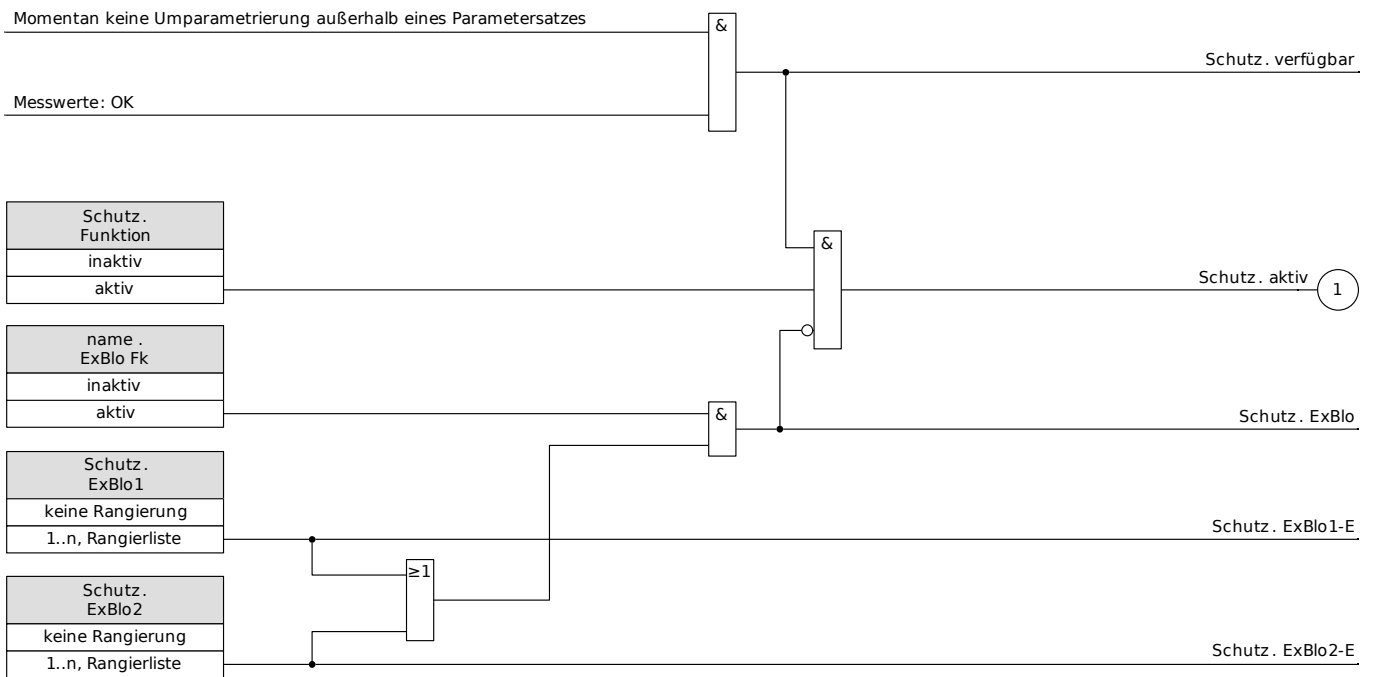 Momentan keine Umparametrierung außerhalb eines Parametersatzes
&
Schutz. verfügbar
Messwerte: OK
Schutz.
Funktion
inaktiv
aktiv
&
Schutz. aktiv
1
name .
ExBlo Fk
inaktiv
aktiv
&
Schutz. ExBlo
Schutz.
ExBlo1
keine Rangierung
1..n, Rangierliste
Schutz. ExBlo1-E
≥1
Schutz.
ExBlo2
keine Rangierung
1..n, Rangierliste
Schutz. ExBlo2-E